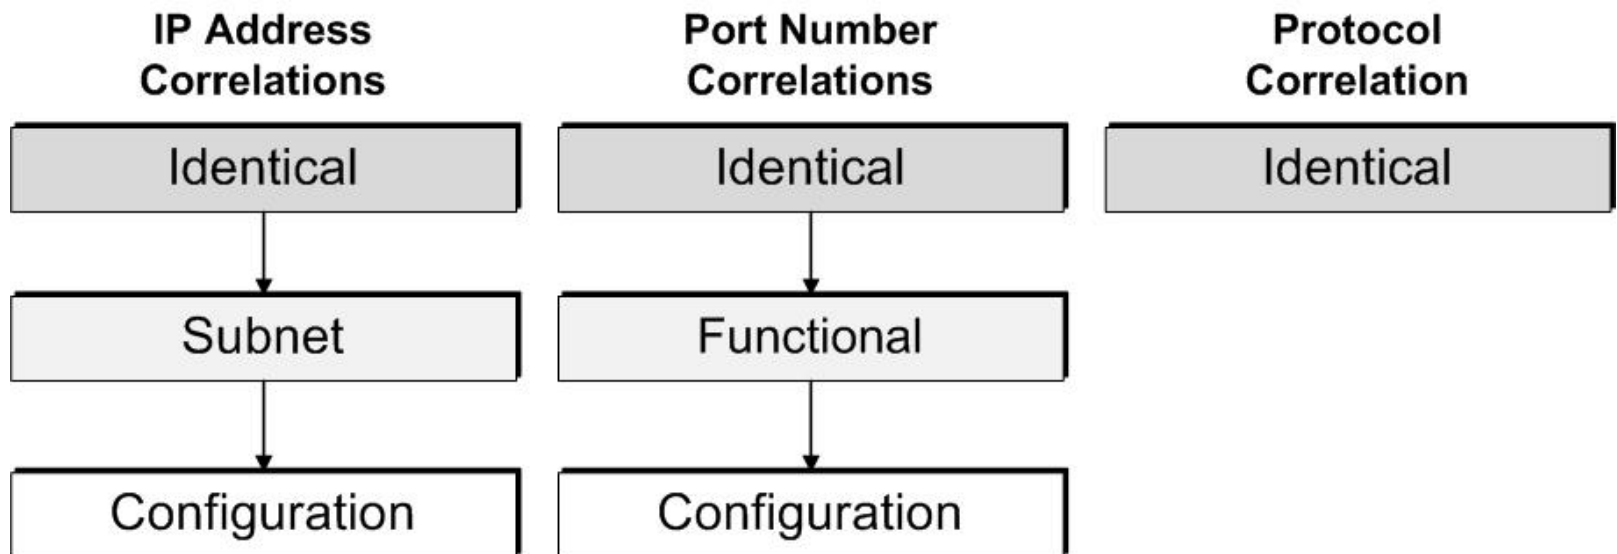 IP Address
Correlations
Port Number
Correlations
Protocol
Correlation
Identical
Identical
Identical
Subnet
Functional
Configuration
Configuration